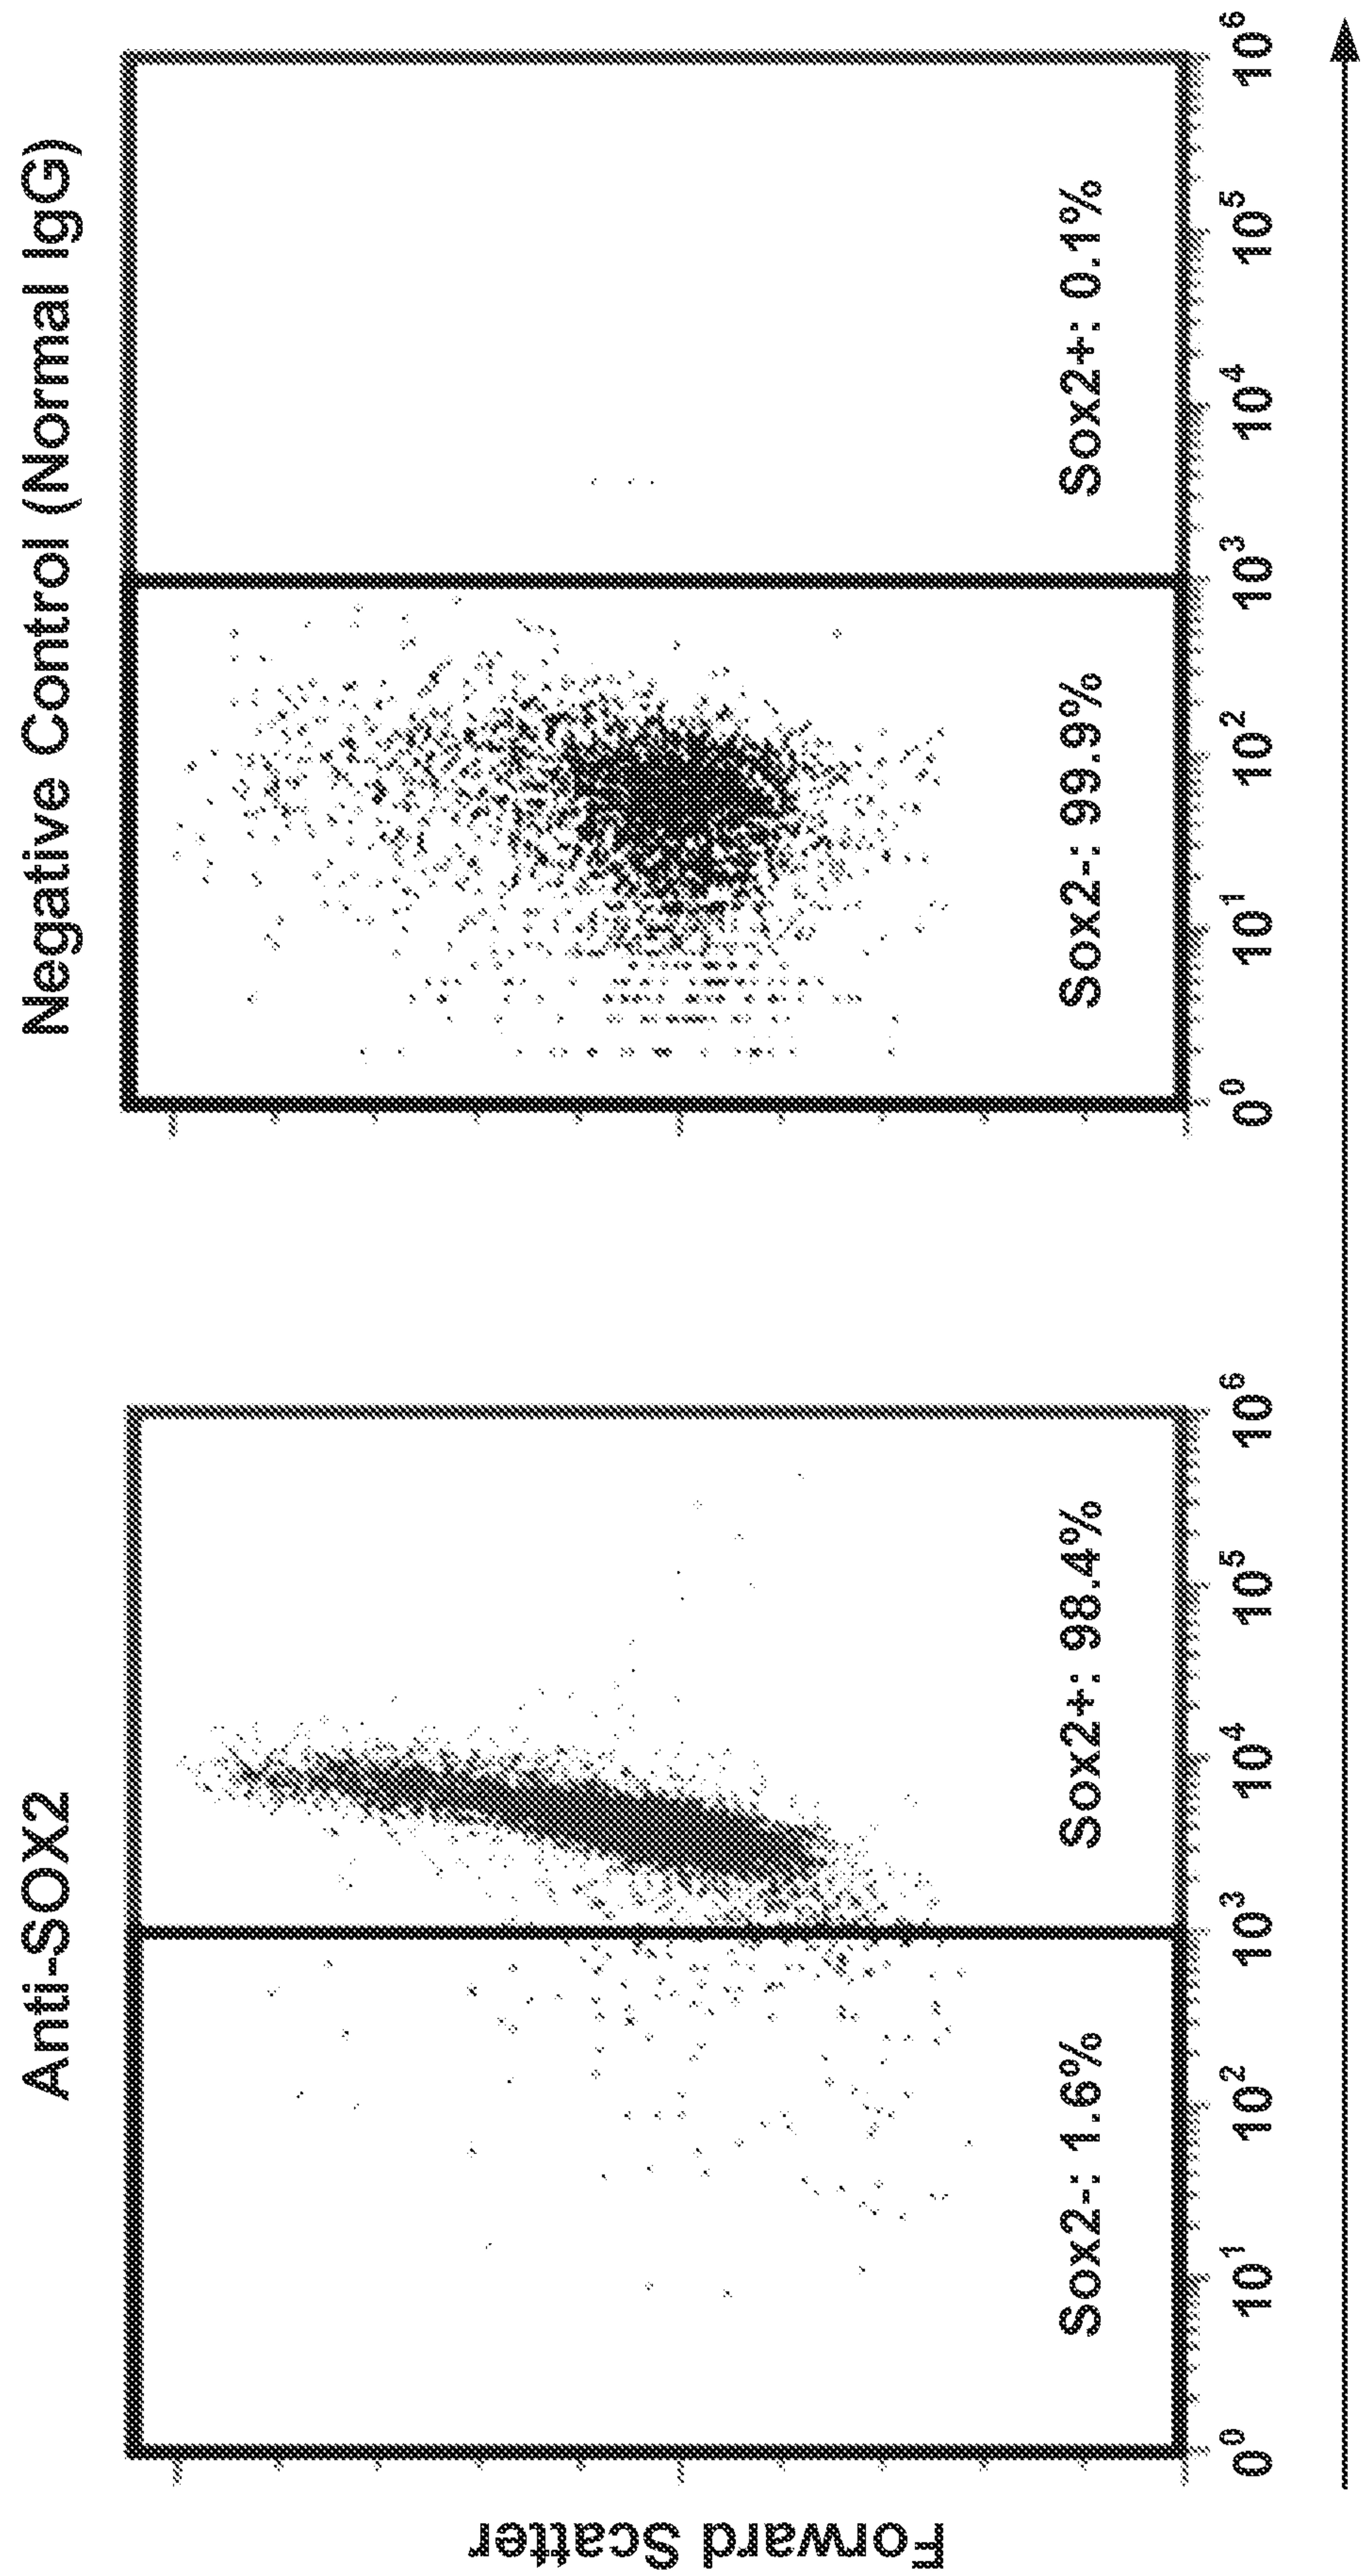 Anti-SOX2
Forward Scatter
Sox2-: 1.6%
Sox2+: 98.4%
0⁰ 10¹ 10² 10³ 10⁴ 10⁵ 10⁶
Negative Control (Normal IgG)
Sox2-: 99.9%
Sox2+: 0.1%
0⁰ 10¹ 10² 10³ 10⁴ 10⁵ 10⁶